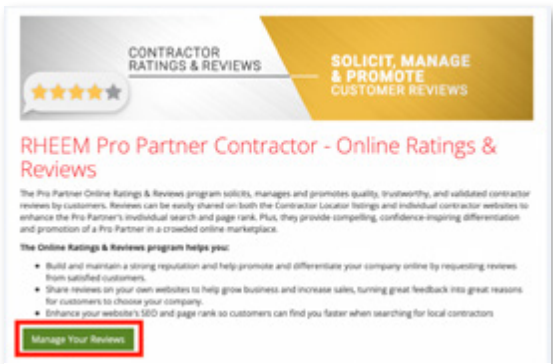 CONTRACTOR
RATINGS & REVIEWS
SOLICIT, MANAGE
& PROMOTE
CUSTOMER REVIEWS
RHEEM Pro Partner Contractor - Online Ratings &
Reviews
The Pro Partner Online Ratings & Reviews program solicits, manages and promotes quality, trustworthy, and validated contractor
reviews by customers. Reviews can be easily shared on both the Contractor Locator listings and individual contractor websites to
enhance the Pro Partner's invdividual search and page rank. Plus, they provide compelling, confidence-inspiring differentiation
and promotion of a Pro Partner in a crowded online marketplace.
The Online Ratings & Reviews program helps you:
• Build and maintain a strong reputation and help promote and differentiate your company online by requesting reviews
from satisfied customers.
• Share reviews on your own websites to help grow business and increase sales, turning great feedback into great reasons
for customers to choose your company.
• Enhance your website's SEO and page rank so customers can find you faster when searching for local contractors
Manage Your Reviews